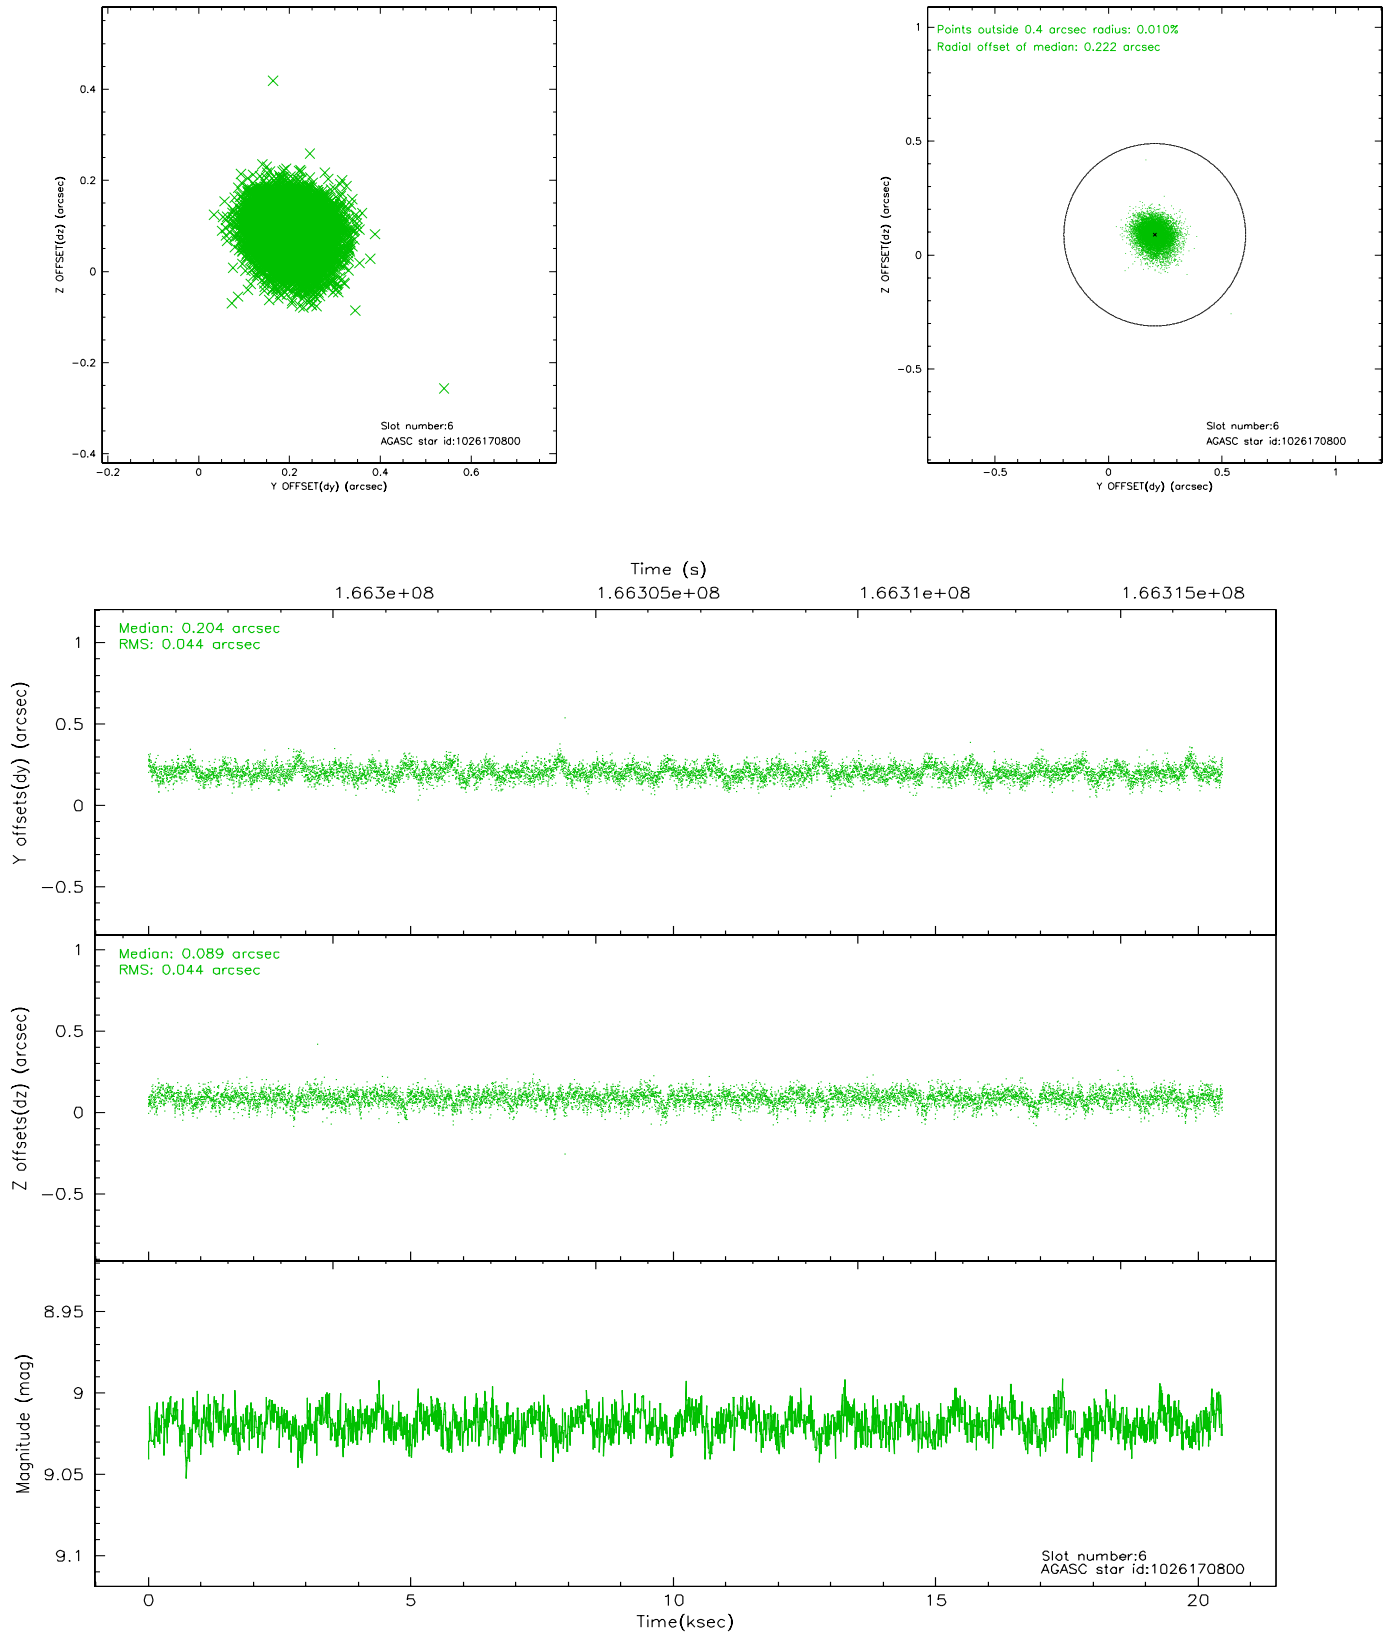 0.4
0.2
0
−0.2
−0.4
Z OFFSET(dz) (arcsec)
Slot number:6
AGASC star id:1026170800
−0.2 0 0.2 0.4 0.6
Y OFFSET(dy) (arcsec)
Points outside 0.4 arcsec radius: 0.010%
Radial offset of median: 0.222 arcsec
1
0.5
0
−0.5
Z OFFSET(dz) (arcsec)
Slot number:6
AGASC star id:1026170800
−0.5 0 0.5 1
Y OFFSET(dy) (arcsec)
Time (s)
1.663e+08 1.66305e+08 1.6631e+08 1.66315e+08
Median: 0.204 arcsec
RMS: 0.044 arcsec
1
0.5
0
−0.5
Y offsets(dy) (arcsec)
Median: 0.089 arcsec
RMS: 0.044 arcsec
1
0.5
0
−0.5
Z offsets(dz) (arcsec)
8.95
9
9.05
9.1
Magnitude (mag)
Slot number:6
AGASC star id:1026170800
0 5 10 15 20
Time(ksec)